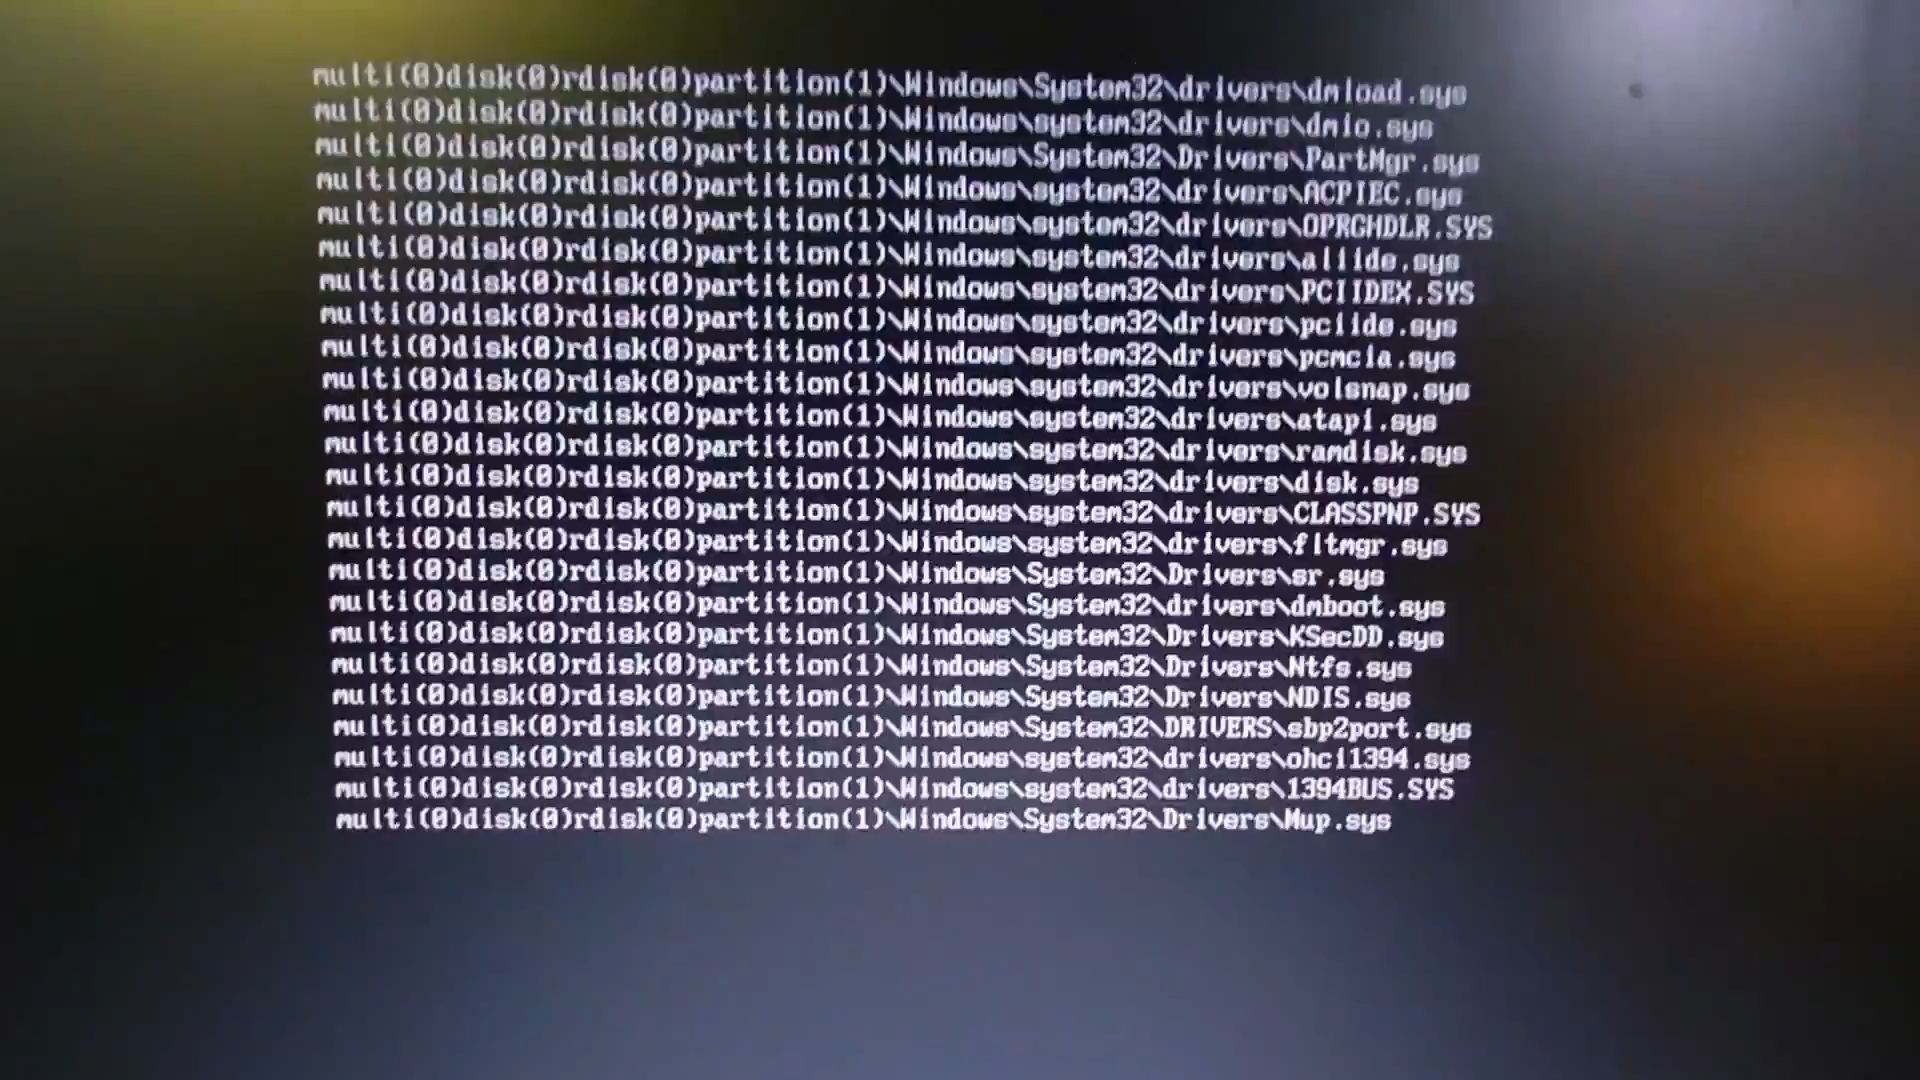 multi(0)disk(0)rdisk(0)partition(1)\Windows\System32\drivers\dmload.sys
multi(0)disk(0)rdisk(0)partition(1)\Windows\system32\drivers\dmio.sys
multi(0)disk(0)rdisk(0)partition(1)\Windows\System32\Drivers\PartMgr.sys
multi(0)disk(0)rdisk(0)partition(1)\Windows\system32\drivers\ACPIEC.sys
multi(0)disk(0)rdisk(0)partition(1)\Windows\system32\drivers\OPRGHDLR.SYS
multi(0)disk(0)rdisk(0)partition(1)\Windows\system32\drivers\aliide.sys
multi(0)disk(0)rdisk(0)partition(1)\Windows\system32\drivers\PCIIDEX.SYS
multi(0)disk(0)rdisk(0)partition(1)\Windows\system32\drivers\pciide.sys
multi(0)disk(0)rdisk(0)partition(1)\Windows\system32\drivers\pcmcia.sys
multi(0)disk(0)rdisk(0)partition(1)\Windows\system32\drivers\volsnap.sys
multi(0)disk(0)rdisk(0)partition(1)\Windows\system32\drivers\atapi.sys
multi(0)disk(0)rdisk(0)partition(1)\Windows\system32\drivers\ramdisk.sys
multi(0)disk(0)rdisk(0)partition(1)\Windows\system32\drivers\disk.sys
multi(0)disk(0)rdisk(0)partition(1)\Windows\system32\drivers\CLASSPNP.SYS
multi(0)disk(0)rdisk(0)partition(1)\Windows\system32\drivers\fltmgr.sys
multi(0)disk(0)rdisk(0)partition(1)\Windows\System32\Drivers\sr.sys
multi(0)disk(0)rdisk(0)partition(1)\Windows\System32\drivers\dmboot.sys
multi(0)disk(0)rdisk(0)partition(1)\Windows\System32\Drivers\KSecDD.sys
multi(0)disk(0)rdisk(0)partition(1)\Windows\System32\Drivers\Ntfs.sys
multi(0)disk(0)rdisk(0)partition(1)\Windows\System32\Drivers\NDIS.sys
multi(0)disk(0)rdisk(0)partition(1)\Windows\System32\DRIVERS\sbp2port.sys
multi(0)disk(0)rdisk(0)partition(1)\Windows\system32\drivers\ohci1394.sys
multi(0)disk(0)rdisk(0)partition(1)\Windows\system32\drivers\1394BUS.SYS
multi(0)disk(0)rdisk(0)partition(1)\Windows\System32\Drivers\Mup.sys